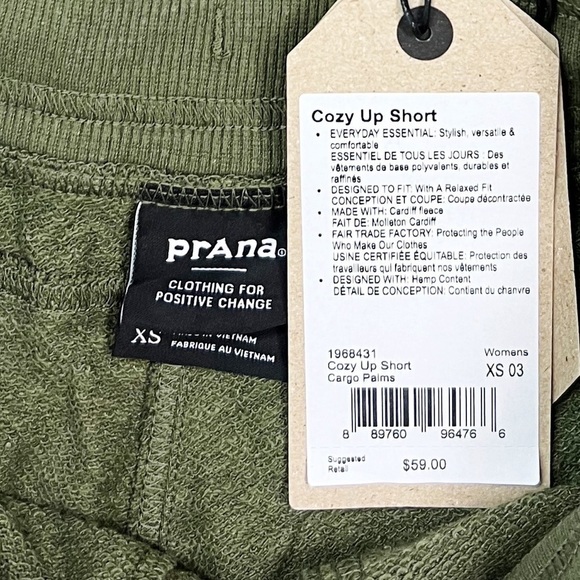 Cozy Up Short
• EVERYDAY ESSENTIAL: Stylish, versatile &
comfortable
ESSENTIEL DE TOUS LES JOURS : Des
vêtements de base polyvalents, durables et
raffinés
• DESIGNED TO FIT: With A Relaxed Fit
CONCEPTION ET COUPE: Coupe décontractée
• MADE WITH: Cardiff fleece
FAIT DE: Molleton Cardiff
• FAIR TRADE FACTORY: Protecting the People
Who Make Our Clothes
USINE CERTIFIÉE ÉQUITABLE: Protection des
travailleurs qui fabriquent nos vêtements
• DESIGNED WITH: Hemp Content
DÉTAIL DE CONCEPTION: Contient du chanvre
1968431 Womens
Cozy Up Short XS 03
Cargo Palms
8 89760 96476 6
Suggested
Retail $59.00
prAna®
CLOTHING FOR
POSITIVE CHANGE
XS MADE IN VIETNAM
FABRIQUE AU VIETNAM